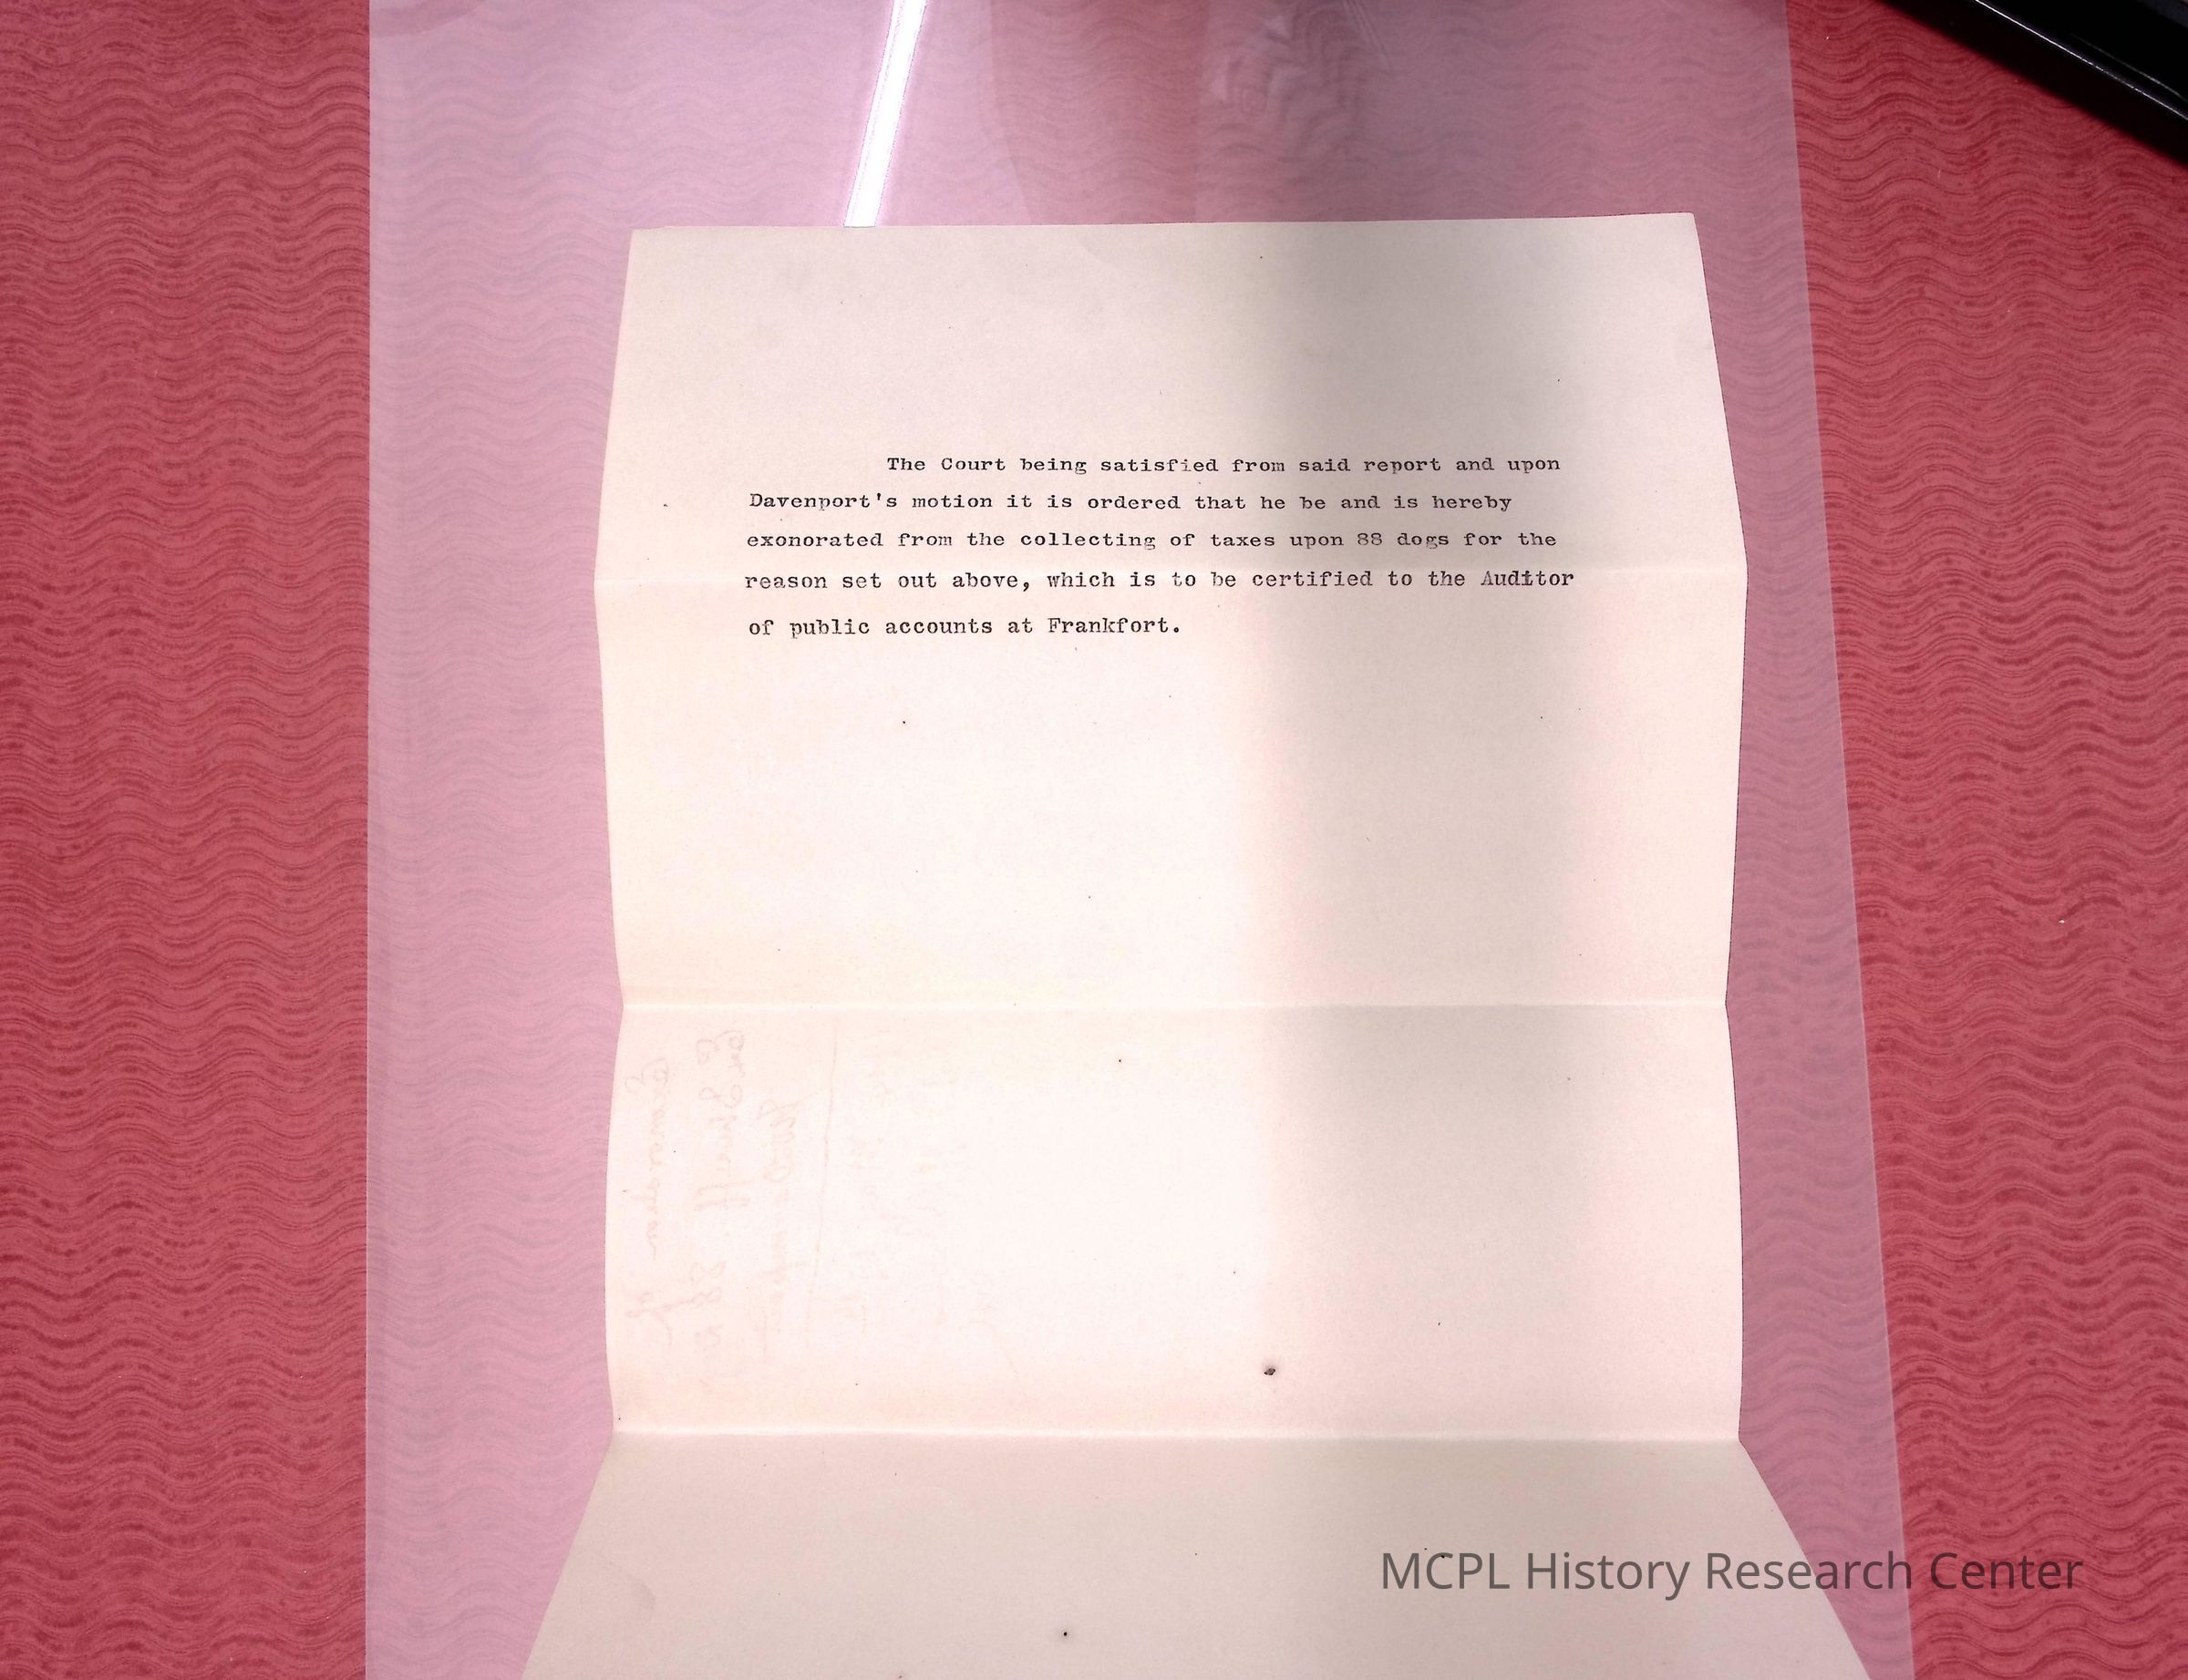 The Court being satisfied from said report and upon
Davenport's motion it is ordered that he be and is hereby
exonorated from the collecting of taxes upon 88 dogs for the
reason set out above, which is to be certified to the Auditor
of public accounts at Frankfort.
MCPL History Research Center